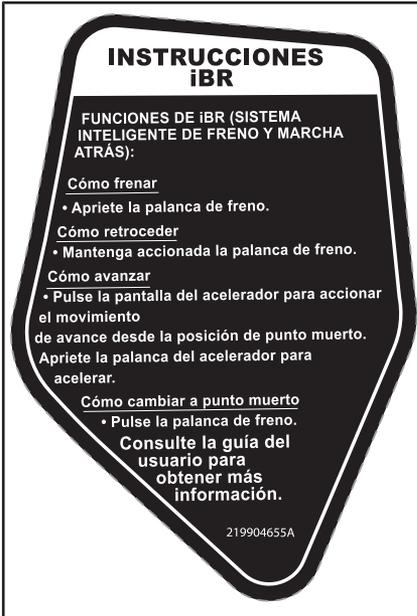 INSTRUCCIONES
iBR
FUNCIONES DE iBR (SISTEMA
INTELIGENTE DE FRENO Y MARCHA
ATRÁS):
Cómo frenar
• Apriete la palanca de freno.
Cómo retroceder
• Mantenga accionada la palanca de freno.
Cómo avanzar
• Pulse la pantalla del acelerador para accionar
el movimiento
de avance desde la posición de punto muerto.
Apriete la palanca del acelerador para
acelerar.
Cómo cambiar a punto muerto
• Pulse la palanca de freno.
Consulte la guía del
usuario para
obtener más
información.
219904655A